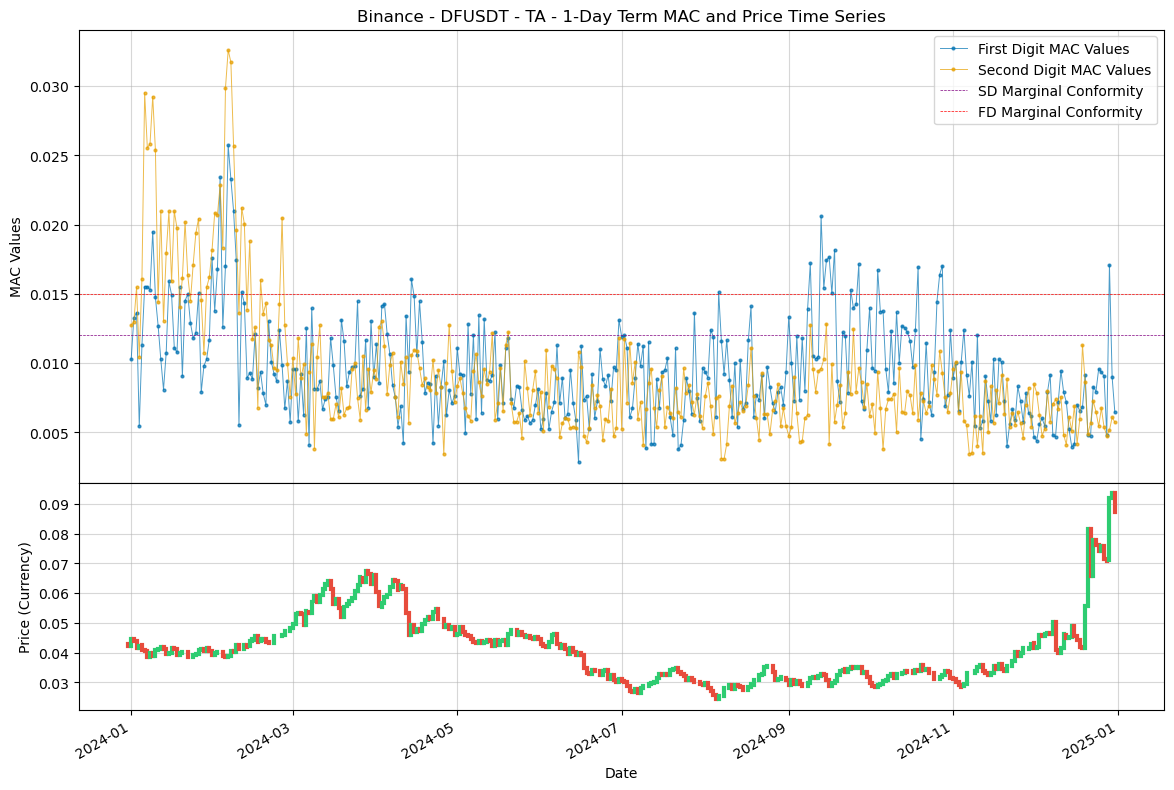 Binance - DFUSDT - TA - 1-Day Term MAC and Price Time Series
First Digit MAC Values
Second Digit MAC Values
SD Marginal Conformity
FD Marginal Conformity
MAC Values
0.030
0.025
0.020
0.015
0.010
0.005
Price (Currency)
0.09
0.08
0.07
0.06
0.05
0.04
0.03
2024-01
2024-03
2024-05
2024-07
2024-09
2024-11
2025-01
Date